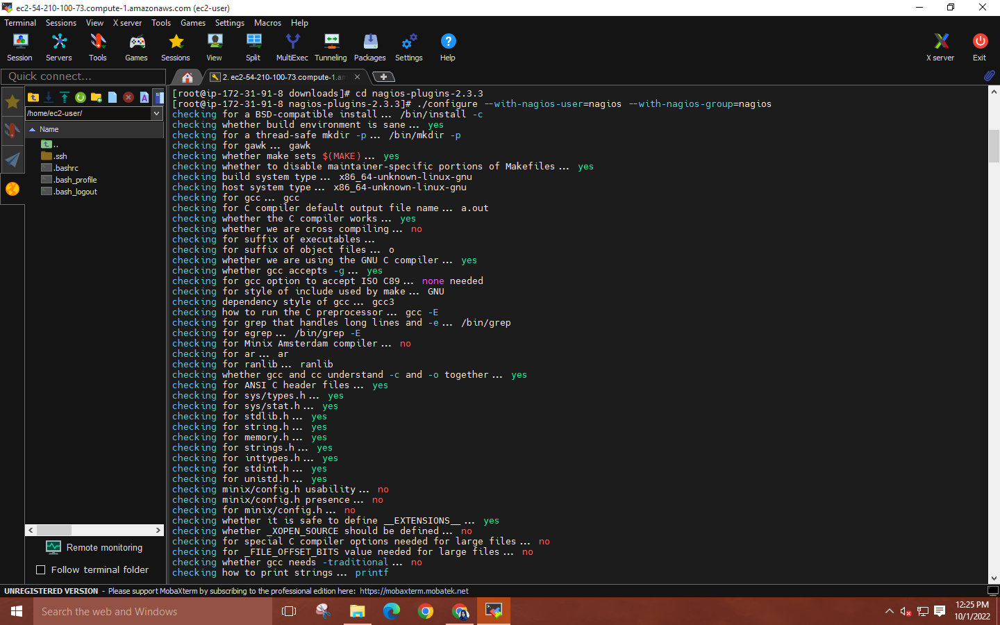 ec2-54-210-100-73.compute-1.amazonaws.com (ec2-user)
Terminal Sessions View X server Tools Games Settings Macros Help
Session Servers Tools Games Sessions View Split MultiExec Tunneling Packages Settings Help X server Exit
Quick connect...
2. ec2-54-210-100-73.compute-1.am
/home/ec2-user/
Name
..
.ssh
.bashrc
.bash_profile
.bash_logout
Remote monitoring
Follow terminal folder
[root@ip-172-31-91-8 downloads]# cd nagios-plugins-2.3.3
[root@ip-172-31-91-8 nagios-plugins-2.3.3]# ./configure --with-nagios-user=nagios --with-nagios-group=nagios
checking for a BSD-compatible install... /bin/install -c
checking whether build environment is sane... yes
checking for a thread-safe mkdir -p... /bin/mkdir -p
checking for gawk... gawk
checking whether make sets $(MAKE)... yes
checking whether to disable maintainer-specific portions of Makefiles... yes
checking build system type... x86_64-unknown-linux-gnu
checking host system type... x86_64-unknown-linux-gnu
checking for gcc... gcc
checking for C compiler default output file name... a.out
checking whether the C compiler works... yes
checking whether we are cross compiling... no
checking for suffix of executables...
checking for suffix of object files... o
checking whether we are using the GNU C compiler... yes
checking whether gcc accepts -g... yes
checking for gcc option to accept ISO C89... none needed
checking for style of include used by make... GNU
checking dependency style of gcc... gcc3
checking how to run the C preprocessor... gcc -E
checking for grep that handles long lines and -e... /bin/grep
checking for egrep... /bin/grep -E
checking for Minix Amsterdam compiler... no
checking for ar... ar
checking for ranlib... ranlib
checking whether gcc and cc understand -c and -o together... yes
checking for ANSI C header files... yes
checking for sys/types.h... yes
checking for sys/stat.h... yes
checking for stdlib.h... yes
checking for string.h... yes
checking for memory.h... yes
checking for strings.h... yes
checking for inttypes.h... yes
checking for stdint.h... yes
checking for unistd.h... yes
checking minix/config.h usability... no
checking minix/config.h presence... no
checking for minix/config.h... no
checking whether it is safe to define __EXTENSIONS__... yes
checking whether _XOPEN_SOURCE should be defined... no
checking for special C compiler options needed for large files... no
checking for _FILE_OFFSET_BITS value needed for large files... no
checking whether gcc needs -traditional... no
checking how to print strings... printf
UNREGISTERED VERSION - Please support MobaXterm by subscribing to the professional edition here: https://mobaxterm.mobatek.net
Search the web and Windows
12:25 PM
10/1/2022